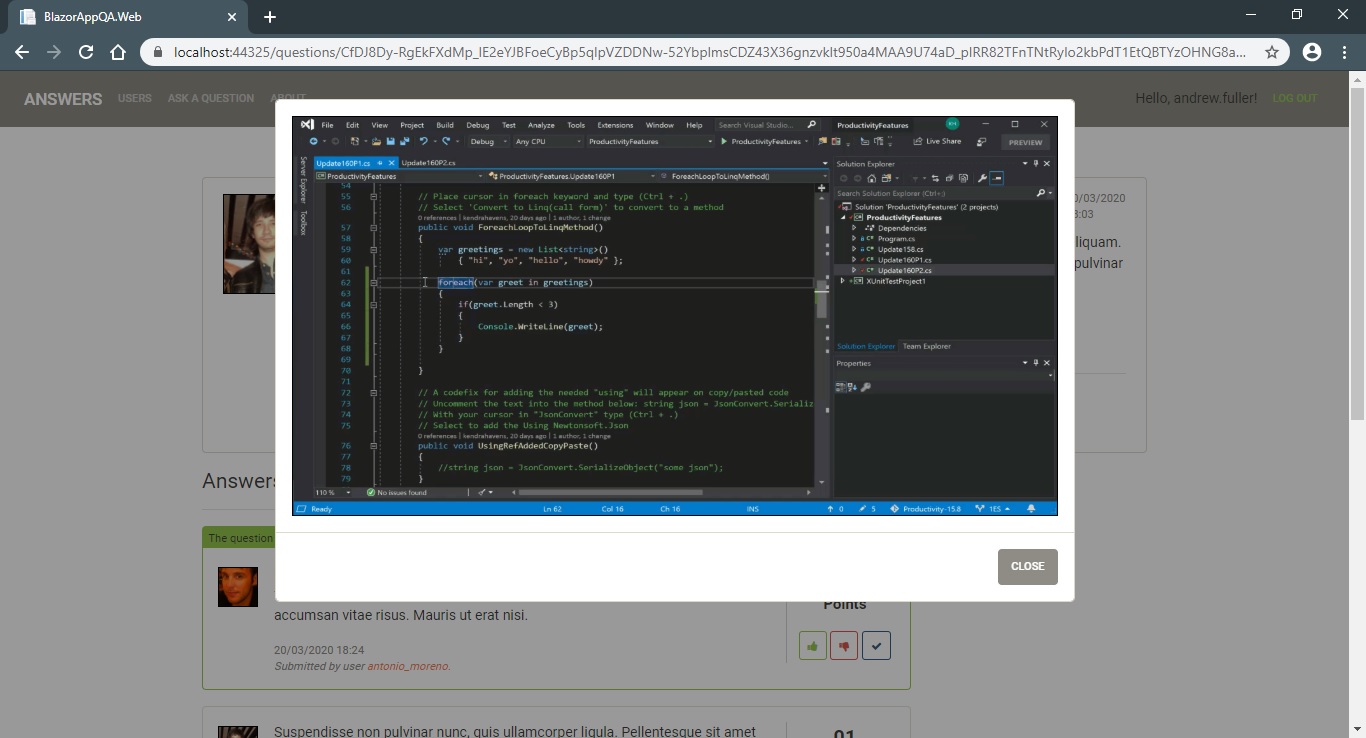 BlazorAppQA.Web
localhost:44325/questions/CfDJ8Dy-RgEkFXdMp_IE2eYJBFoeCyBp5qIpVZDDNw-52YbplmsCDZ43X36gnzvkIt950a4MAA9U74aD_pIRR82TFnTNtRylo2kbPdT1EtQBTYzOHNG8a...
ANSWERS USERS ASK A QUESTION ABOUT Hello, andrew.fuller! LOG OUT
File Edit View Project Build Debug Test Analyze Tools Extensions Window Help Search Visual Studio... ProductivityFeatures
Debug Any CPU ProductivityFeatures ProductivityFeatures Live Share PREVIEW
Server Explorer
Toolbox
Update160P1.cs Update160P2.cs
ProductivityFeatures ProductivityFeatures.Update160P1 ForeachLoopToLinqMethod()
54
55 // Place cursor in foreach keyword and type (Ctrl + .)
56 // Select 'Convert to Linq(call form)' to convert to a method
0 references | kendrahavens, 20 days ago | 1 author, 1 change
57 public void ForeachLoopToLinqMethod()
58 {
59 var greetings = new List<string>()
60 { "hi", "yo", "hello", "howdy" };
61
62 foreach(var greet in greetings)
63 {
64 if(greet.Length < 3)
65 {
66 Console.WriteLine(greet);
67 }
68 }
69
70 }
71
72 // A codefix for adding the needed "using" will appear on copy/pasted code
73 // Uncomment the text into the method below: string json = JsonConvert.Serializ
74 // With your cursor in "JsonConvert" type (Ctrl + .)
75 // Select to add the Using Newtonsoft.Json
0 references | kendrahavens, 20 days ago | 1 author, 1 change
76 public void UsingRefAddedCopyPaste()
77 {
78 //string json = JsonConvert.SerializeObject("some json");
79 }
110 % No issues found
Solution Explorer
Search Solution Explorer (Ctrl+;)
Solution 'ProductivityFeatures' (2 projects)
ProductivityFeatures
Dependencies
Program.cs
Update158.cs
Update160P1.cs
Update160P2.cs
XUnitTestProject1
Solution Explorer Team Explorer
Properties
Ready Ln 62 Col 16 Ch 16 INS 0 5 Productivity-15.8 1ES
/03/2020
3:03
liquam.
pulvinar
CLOSE
Answers
The question
accumsan vitae risus. Mauris ut erat nisi.
Points
20/03/2020 18:24
Submitted by user antonio_moreno.
Suspendisse non pulvinar nunc, quis ullamcorper ligula. Pellentesque sit amet
01